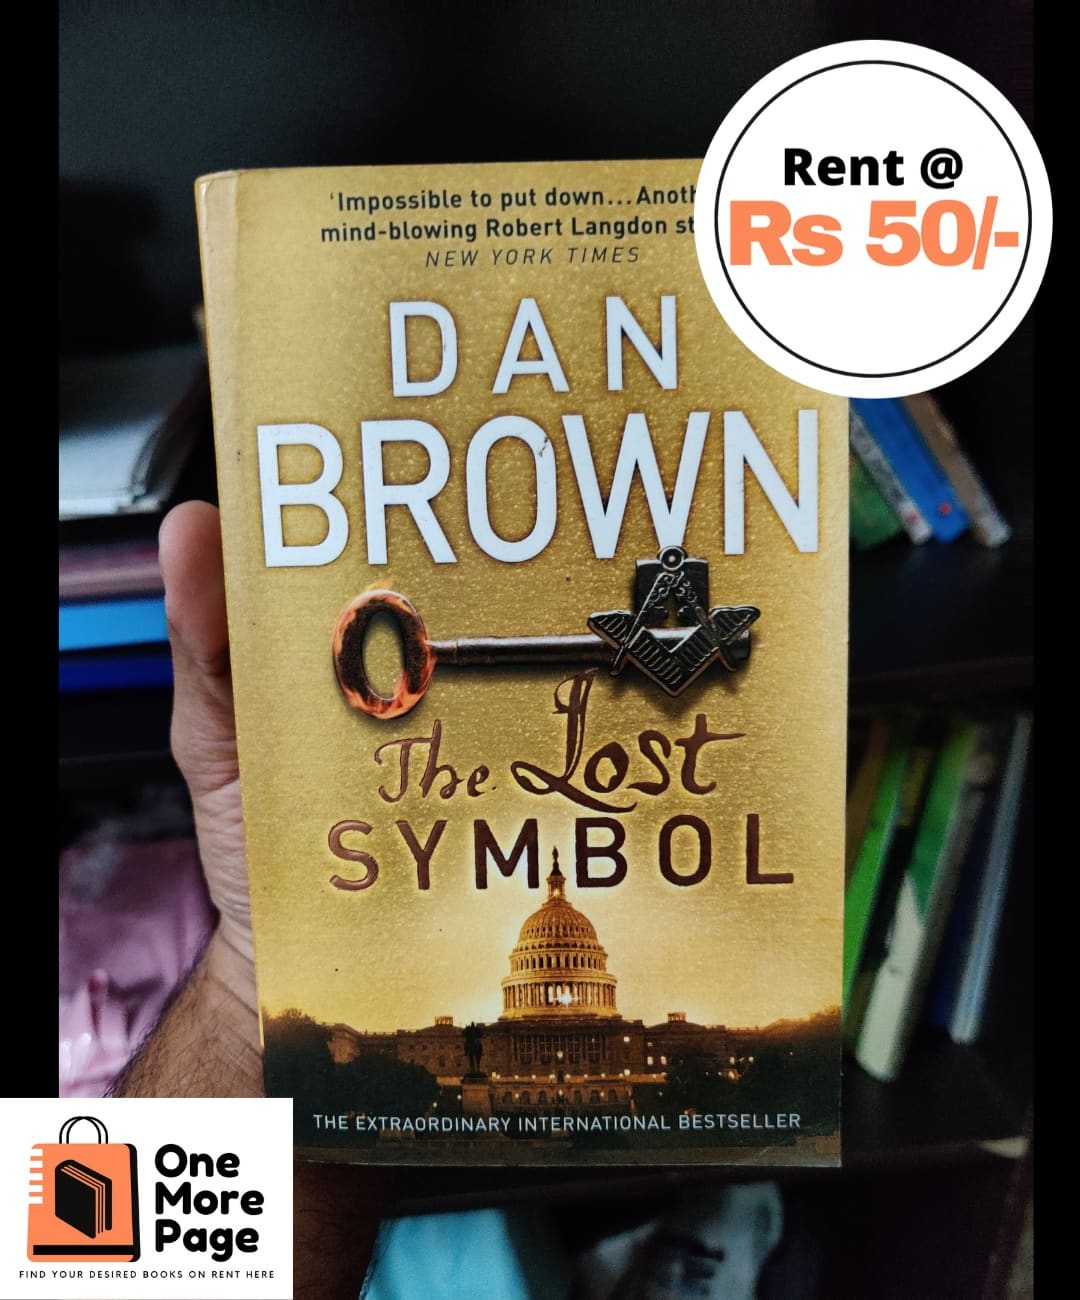 Rent @
Rs 50/-
'Impossible to put down...Anoth
mind-blowing Robert Langdon st
NEW YORK TIMES
DAN
BROWN
The Lost
SYMBOL
THE EXTRAORDINARY INTERNATIONAL BESTSELLER
One
More
Page
FIND YOUR DESIRED BOOKS ON RENT HERE